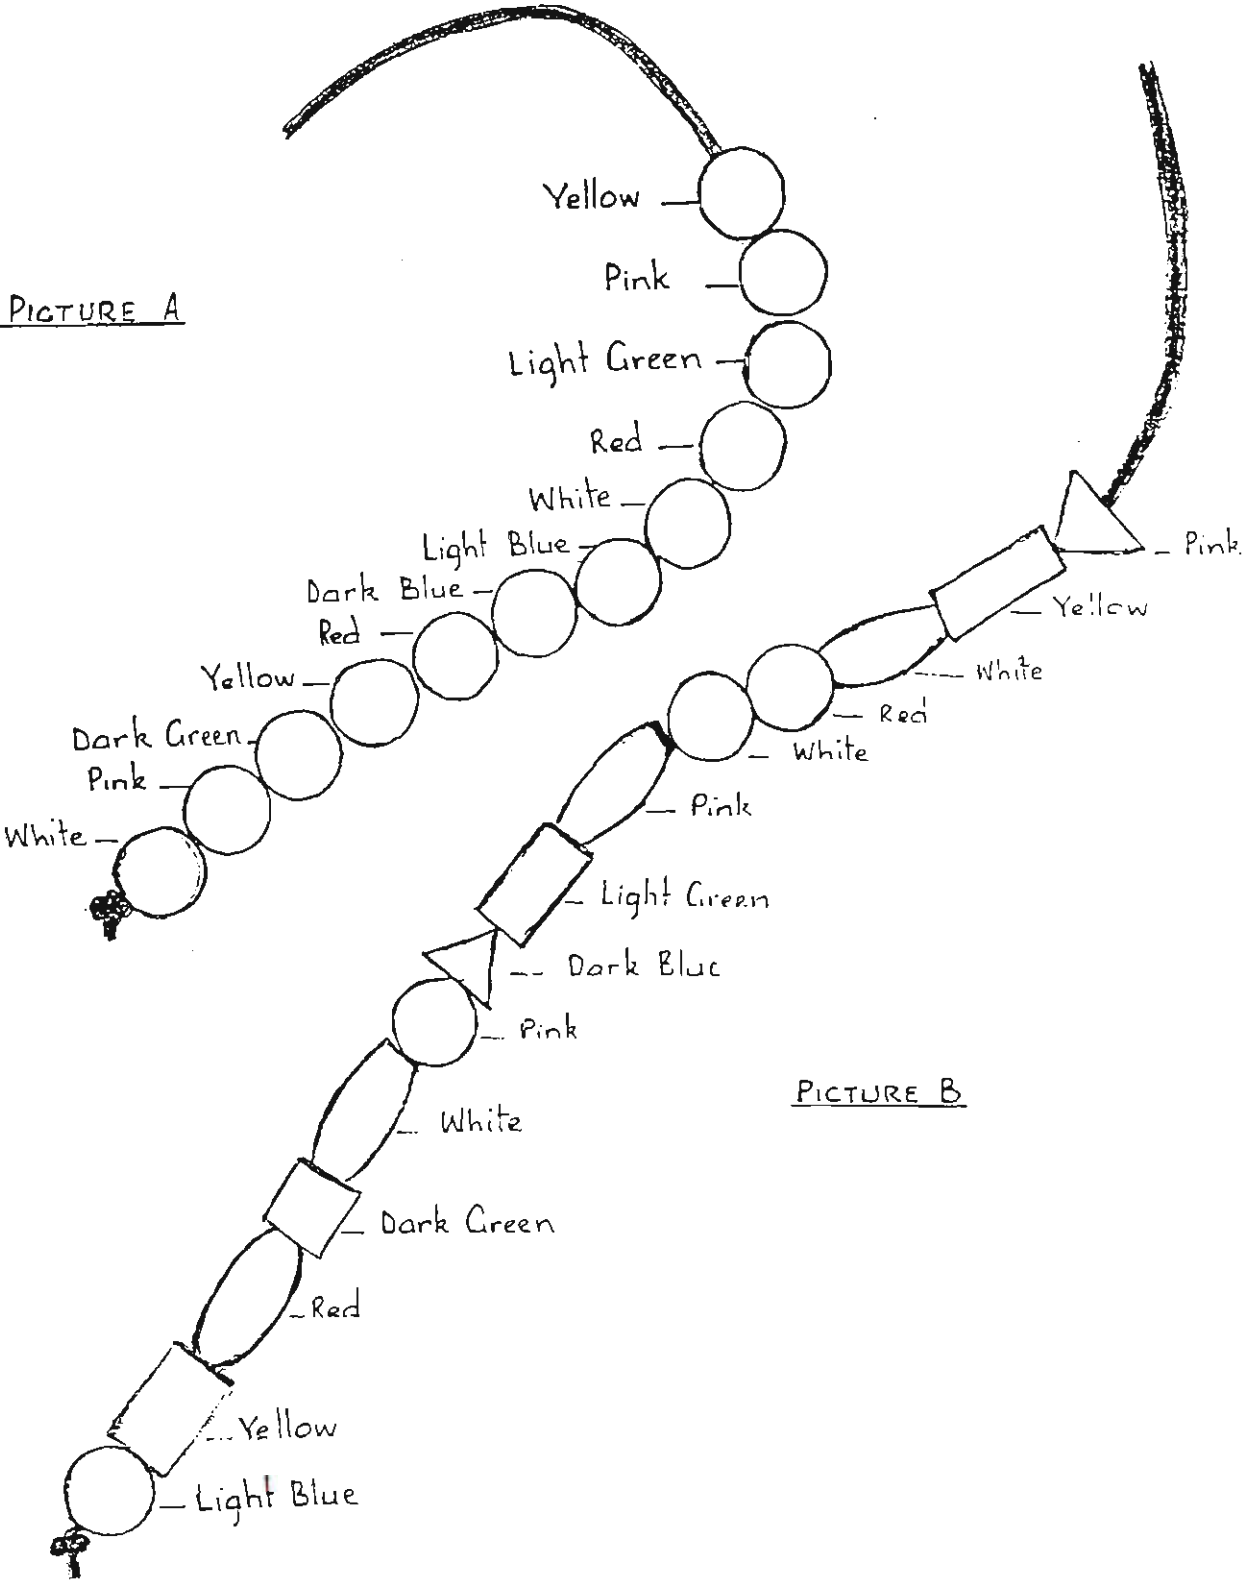 PICTURE A
Yellow
Pink
Light Green
Red
White
Light Blue
Dark Blue
Red
Yellow
Dark Green
Pink
White
Pink
Yellow
White
Red
White
Pink
Light Green
Dark Blue
Pink
White
Dark Green
Red
Yellow
Light Blue
PICTURE B